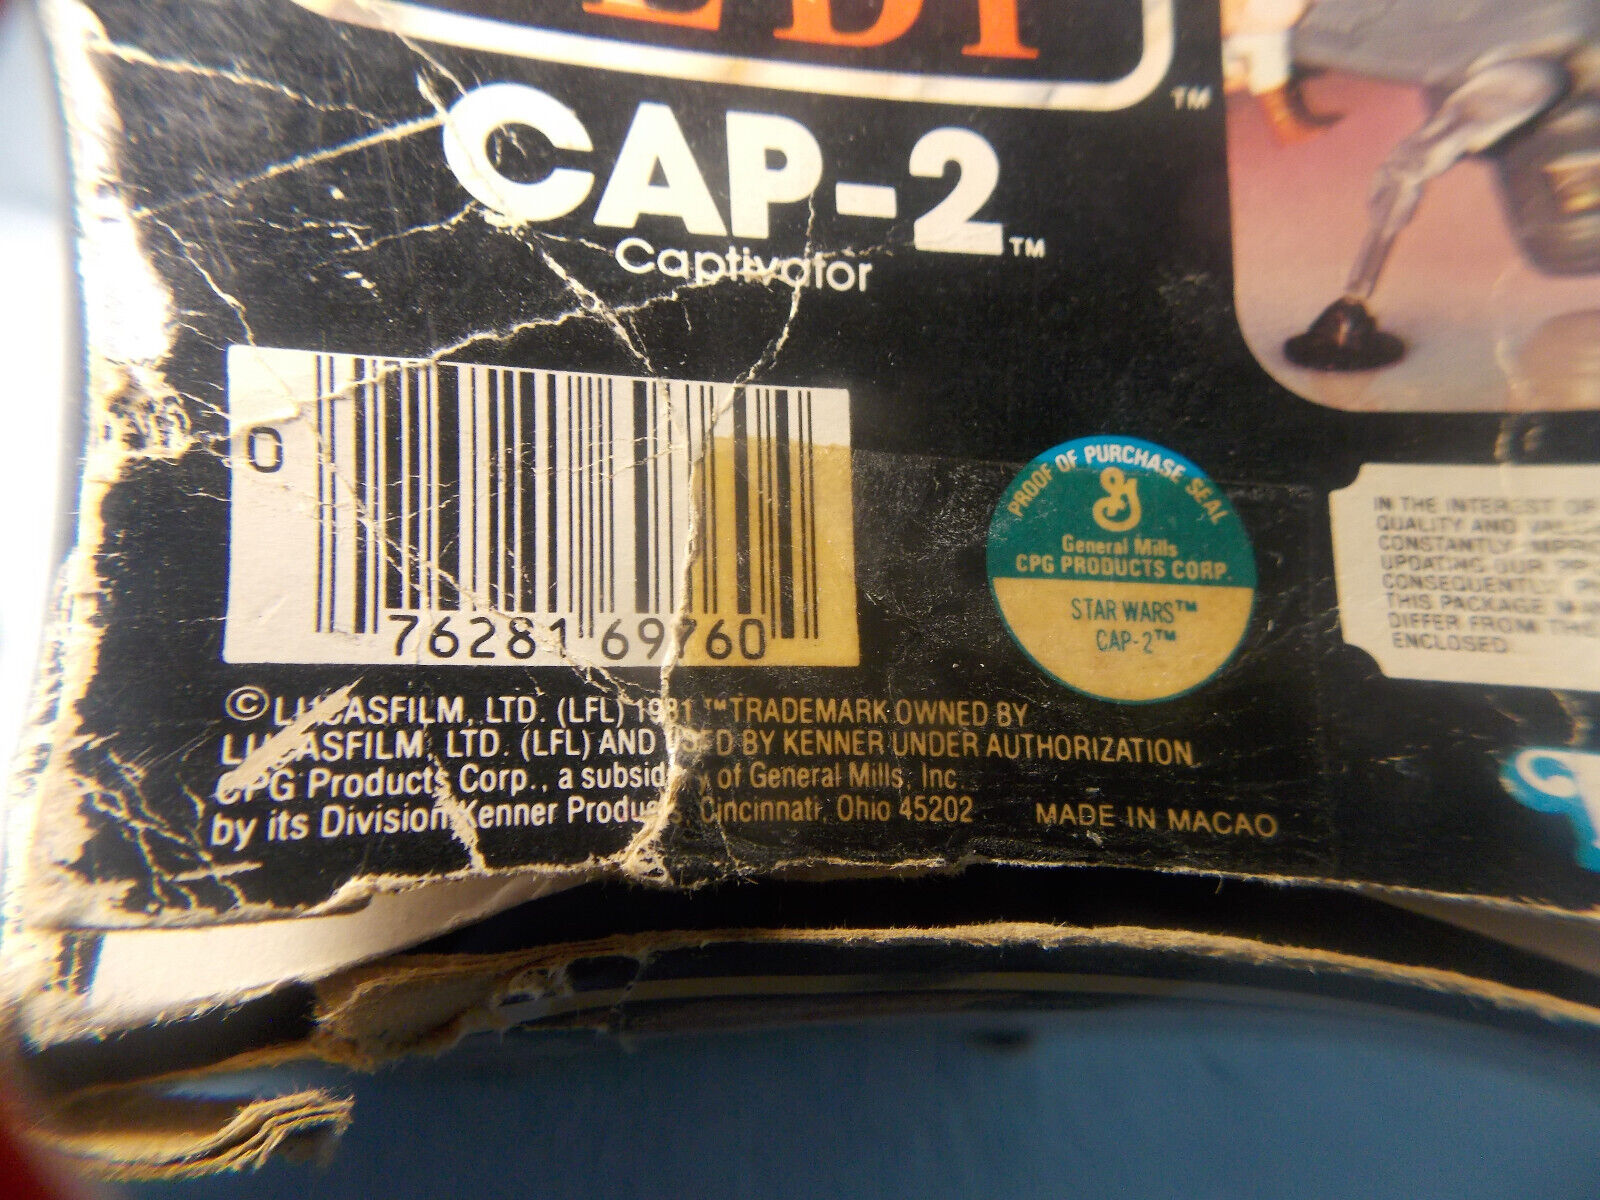 EDI
TM
CAP-2™
Captivator
0 76281 69760
PROOF OF PURCHASE SEAL
G
General Mills
CPG PRODUCTS CORP.
STAR WARS™
CAP-2™
IN THE INTEREST OF
QUALITY AND
CONSTANTLY
UPDATING OUR
CONSEQUENTLY
THIS PACKAGE
DIFFER FROM THE
ENCLOSED.
© LUCASFILM, LTD. (LFL) 1981 ™TRADEMARK OWNED BY
LUCASFILM, LTD. (LFL) AND USED BY KENNER UNDER AUTHORIZATION
CPG Products Corp., a subsidiary of General Mills, Inc.
by its Division Kenner Products, Cincinnati, Ohio 45202
MADE IN MACAO